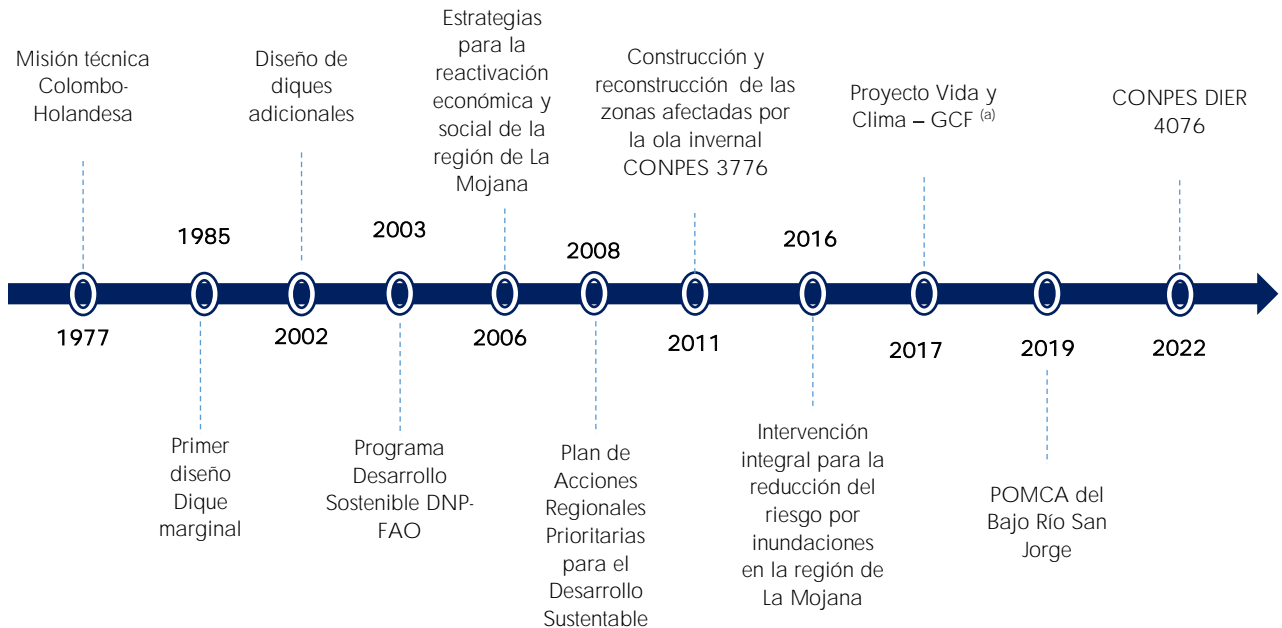 Misión técnica
Colombo-
Holandesa
1977
1985
Primer
diseño
Dique
marginal
Diseño de
diques
adicionales
2002
2003
Programa
Desarrollo
Sostenible DNP-
FAO
Estrategias
para la
reactivación
económica y
social de la
región de La
Mojana
2006
2008
Plan de
Acciones
Regionales
Prioritarias
para el
Desarrollo
Sustentable
Construcción y
reconstrucción de las
zonas afectadas por
la ola invernal
CONPES 3776
2011
2016
Intervención
integral para la
reducción del
riesgo por
inundaciones
en la región de
La Mojana
Proyecto Vida y
Clima – GCF (a)
2017
2019
POMCA del
Bajo Río San
Jorge
CONPES DIER
4076
2022